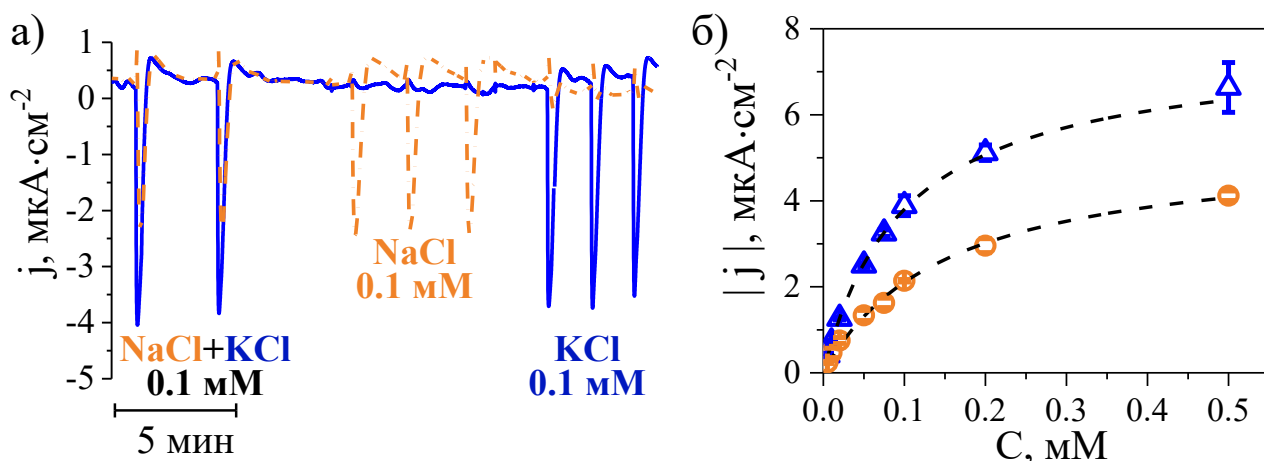 а)
j, мкА·см-2
1
0
-1
-2
-3
-4
-5
NaCl
0.1 мМ
NaCl+KCl
0.1 мМ
KCl
0.1 мМ
5 мин
б)
| j |, мкА·см-2
8
6
4
2
0
0.0 0.1 0.2 0.3 0.4 0.5
C, мМ